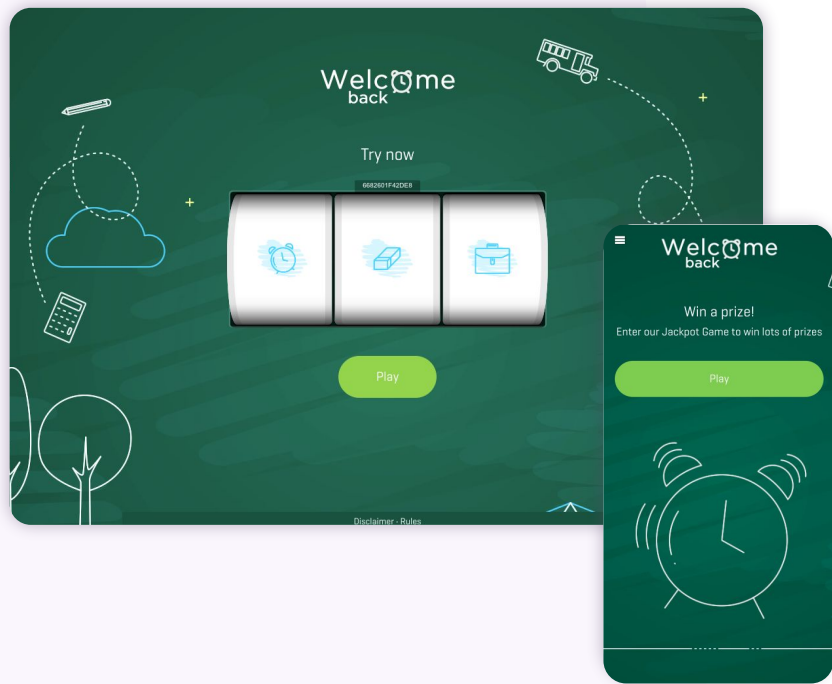 Welcome
back
Try now
6682601F42DE8
Play
Disclaimer - Rules
Welcome
back
Win a prize!
Enter our Jackpot Game to win lots of prizes
Play